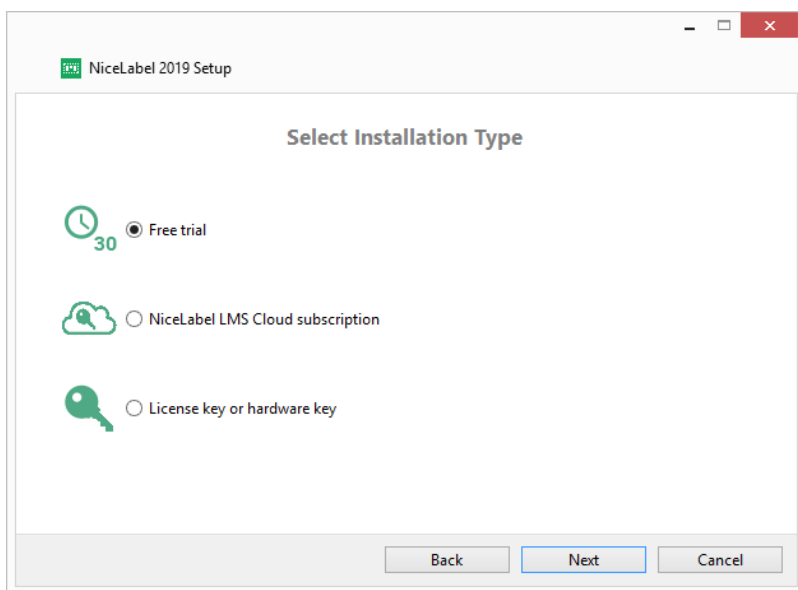 NiceLabel 2019 Setup
Select Installation Type
30
Free trial
NiceLabel LMS Cloud subscription
License key or hardware key
Back Next Cancel